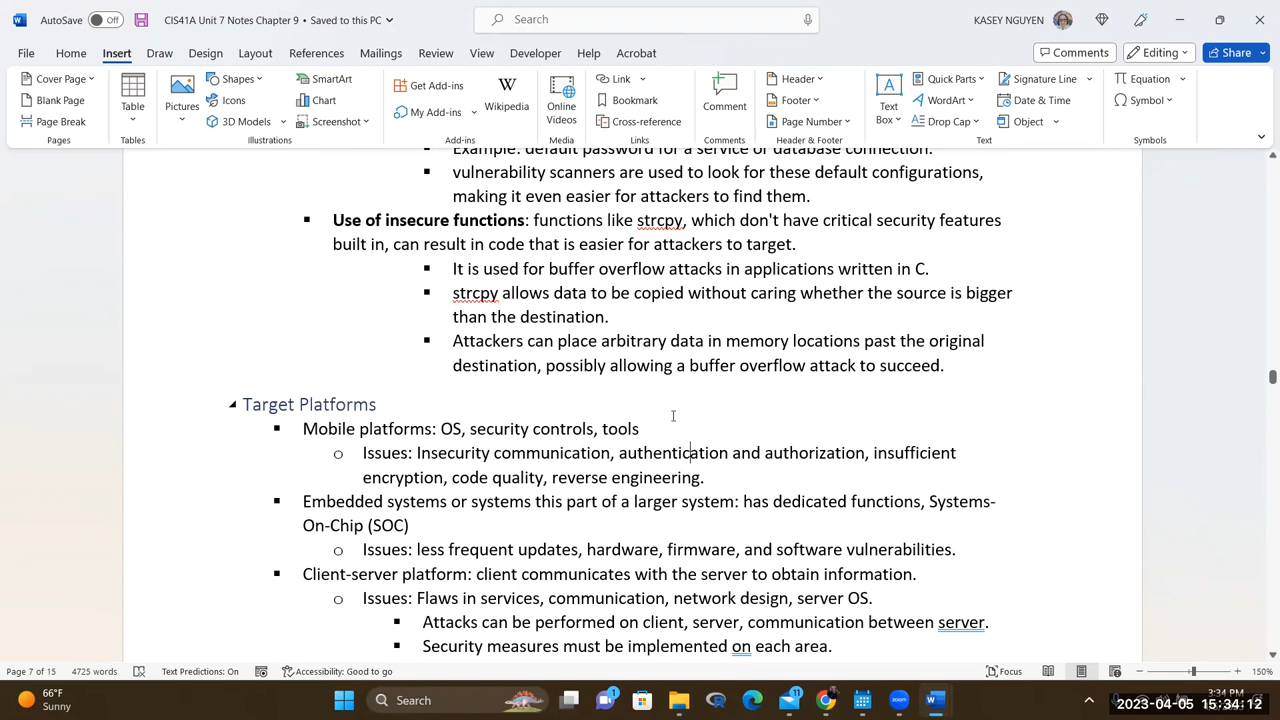 AutoSave Off CIS41A Unit 7 Notes Chapter 9 • Saved to this PC Search KASEY NGUYEN
File Home Insert Draw Design Layout References Mailings Review View Developer Help Acrobat Comments Editing Share
Cover Page
Blank Page
Page Break
Pages
Table
Tables
Pictures
Shapes
Icons
3D Models
SmartArt
Chart
Screenshot
Illustrations
Get Add-ins
My Add-ins
W
Wikipedia
Add-ins
Online
Videos
Media
Link
Bookmark
Cross-reference
Links
Comment
Comments
Header
Footer
Page Number
Header & Footer
Text
Box
Quick Parts
WordArt
Drop Cap
Signature Line
Date & Time
Object
Text
Equation
Symbol
Symbols
Example: default password for a service or database connection.
vulnerability scanners are used to look for these default configurations,
making it even easier for attackers to find them.
Use of insecure functions: functions like strcpy, which don't have critical security features
built in, can result in code that is easier for attackers to target.
It is used for buffer overflow attacks in applications written in C.
strcpy allows data to be copied without caring whether the source is bigger
than the destination.
Attackers can place arbitrary data in memory locations past the original
destination, possibly allowing a buffer overflow attack to succeed.
Target Platforms
Mobile platforms: OS, security controls, tools
Issues: Insecurity communication, authentication and authorization, insufficient
encryption, code quality, reverse engineering.
Embedded systems or systems this part of a larger system: has dedicated functions, Systems-
On-Chip (SOC)
Issues: less frequent updates, hardware, firmware, and software vulnerabilities.
Client-server platform: client communicates with the server to obtain information.
Issues: Flaws in services, communication, network design, server OS.
Attacks can be performed on client, server, communication between server.
Security measures must be implemented on each area.
Page 7 of 15 4725 words Text Predictions: On Accessibility: Good to go Focus 150%
66°F
Sunny
Search
1
11
zoom
3:34 PM
2023-04-05 15:34:12